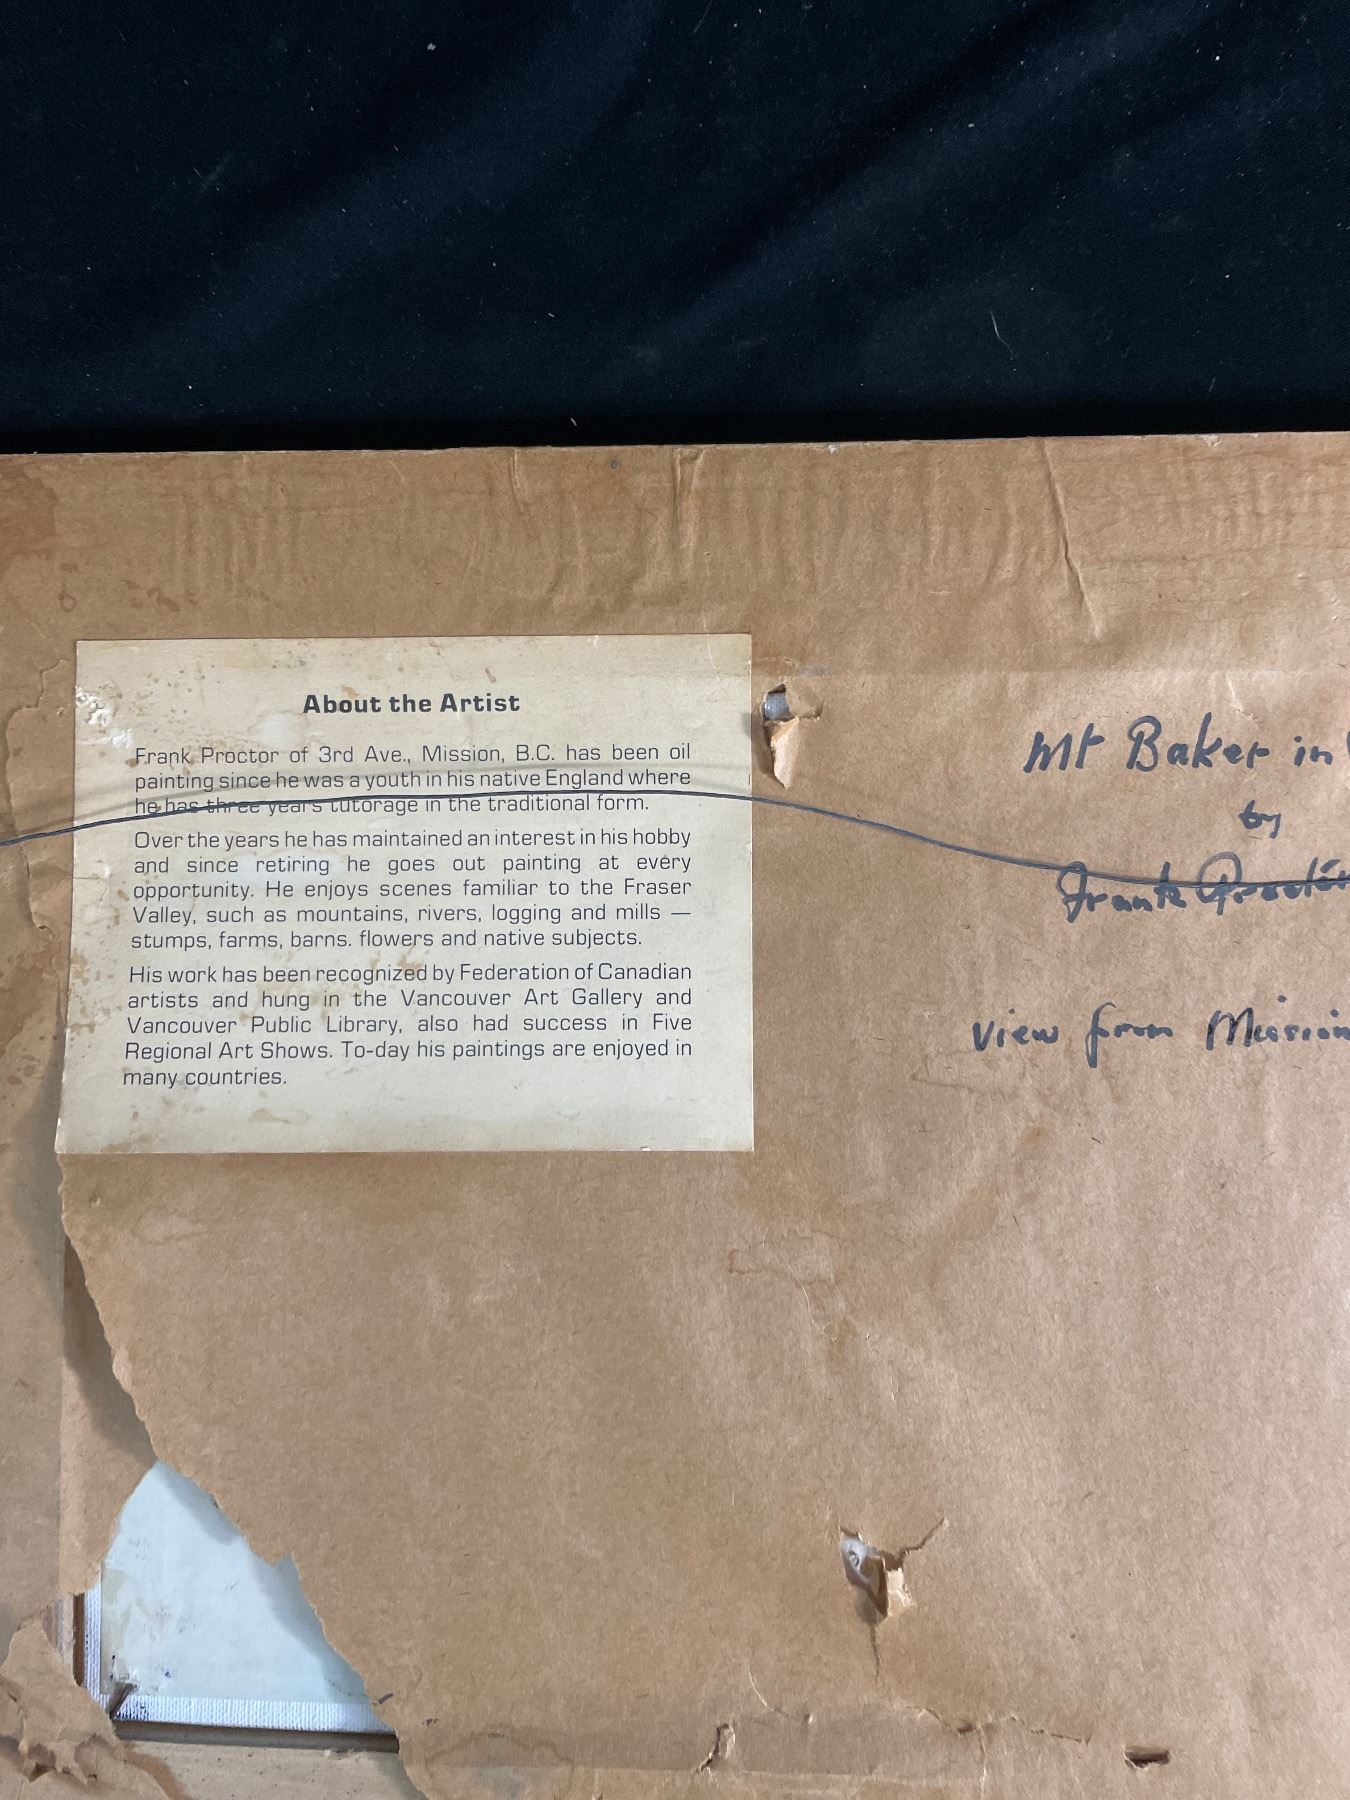 About the Artist
Frank Proctor of 3rd Ave., Mission, B.C. has been oil
painting since he was a youth in his native England where
he has three years tutorage in the traditional form.
Over the years he has maintained an interest in his hobby
and since retiring he goes out painting at every
opportunity. He enjoys scenes familiar to the Fraser
Valley, such as mountains, rivers, logging and mills —
stumps, farms, barns. flowers and native subjects.
His work has been recognized by Federation of Canadian
artists and hung in the Vancouver Art Gallery and
Vancouver Public Library, also had success in Five
Regional Art Shows. To-day his paintings are enjoyed in
many countries.
Mt Baker in
by
Frank Proctor
View from Mission